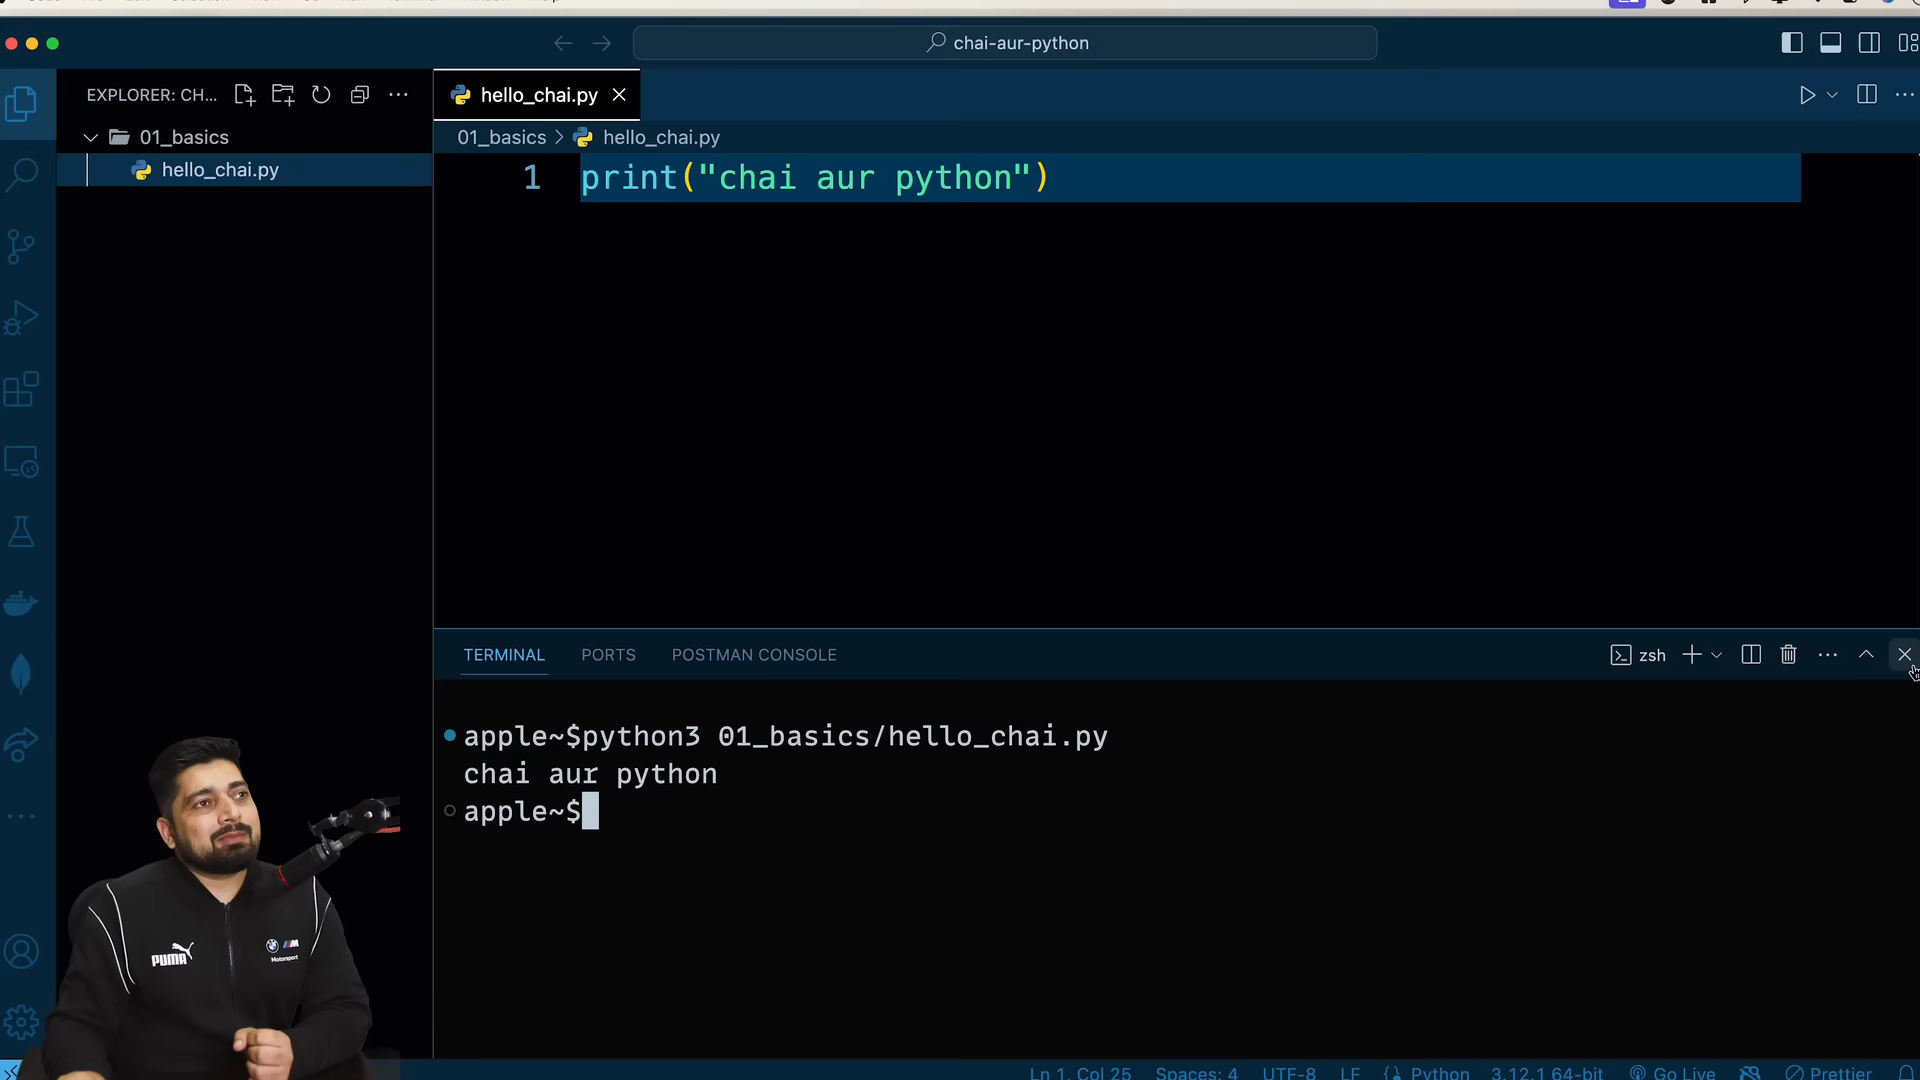 chai-aur-python
EXPLORER: CH...
hello_chai.py
01_basics
01_basics > hello_chai.py
hello_chai.py
1 print("chai aur python")
TERMINAL PORTS POSTMAN CONSOLE
zsh
apple~$python3 01_basics/hello_chai.py
chai aur python
apple~$
PUMA
M
Motorsport
Ln 1, Col 25 Spaces: 4 UTF-8 LF {} Python 3.12.1 64-bit Go Live Prettier